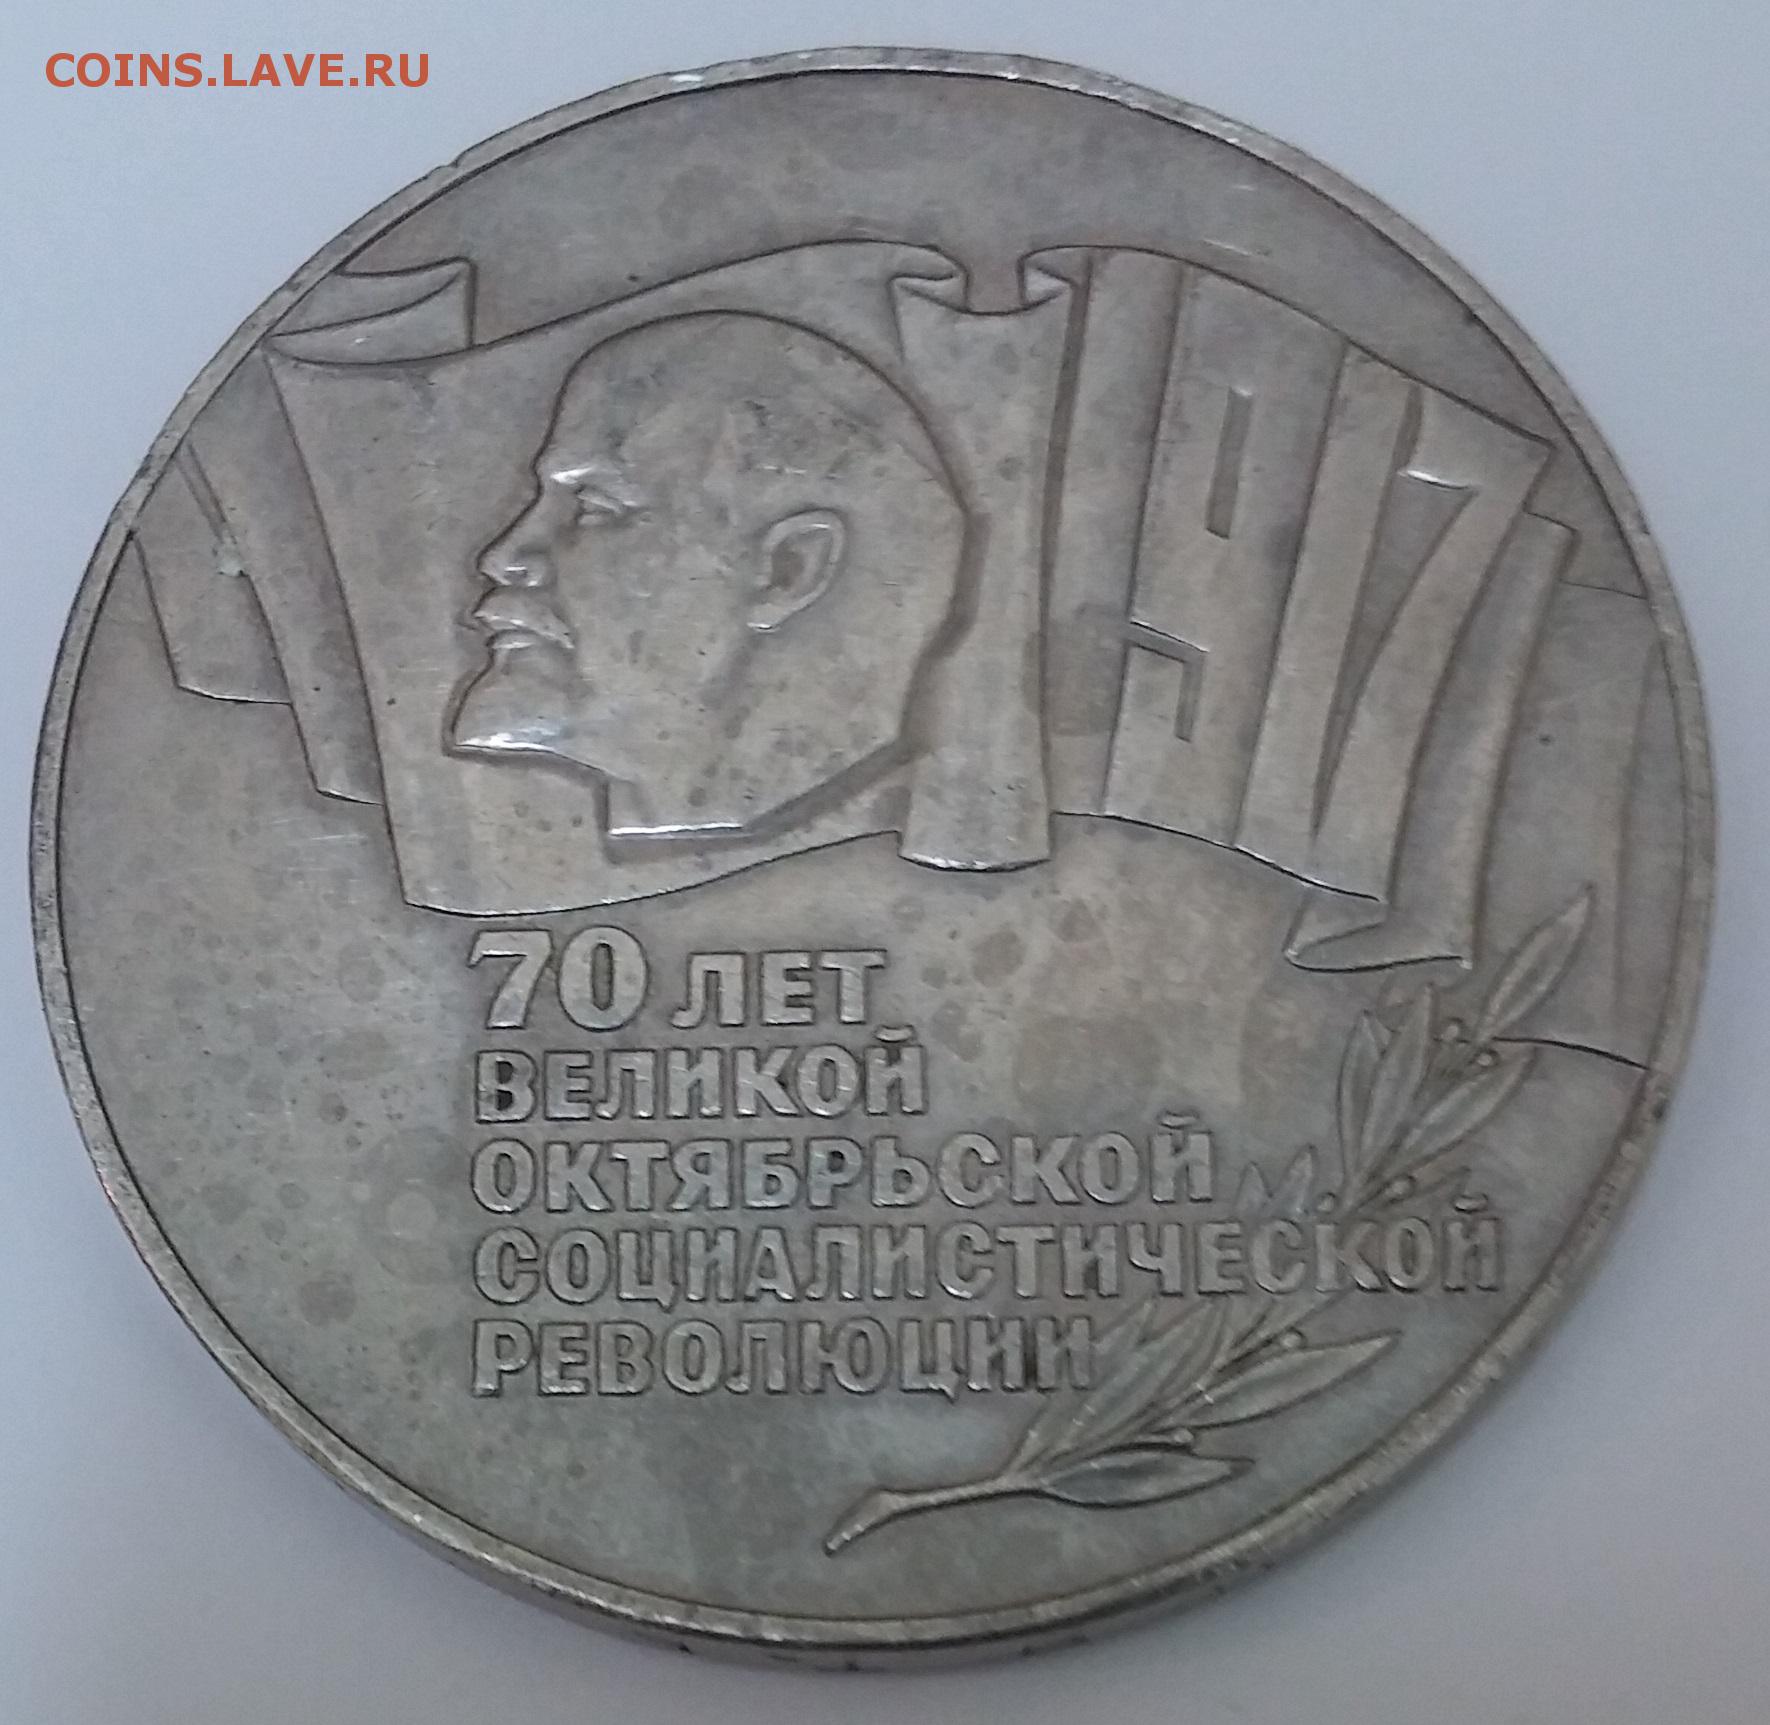 COINS.LAVE.RU
1917
70 ЛЕТ
ВЕЛИКОЙ
ОКТЯБРЬСКОЙ
СОЦИАЛИСТИЧЕСКОЙ
РЕВОЛЮЦИИ